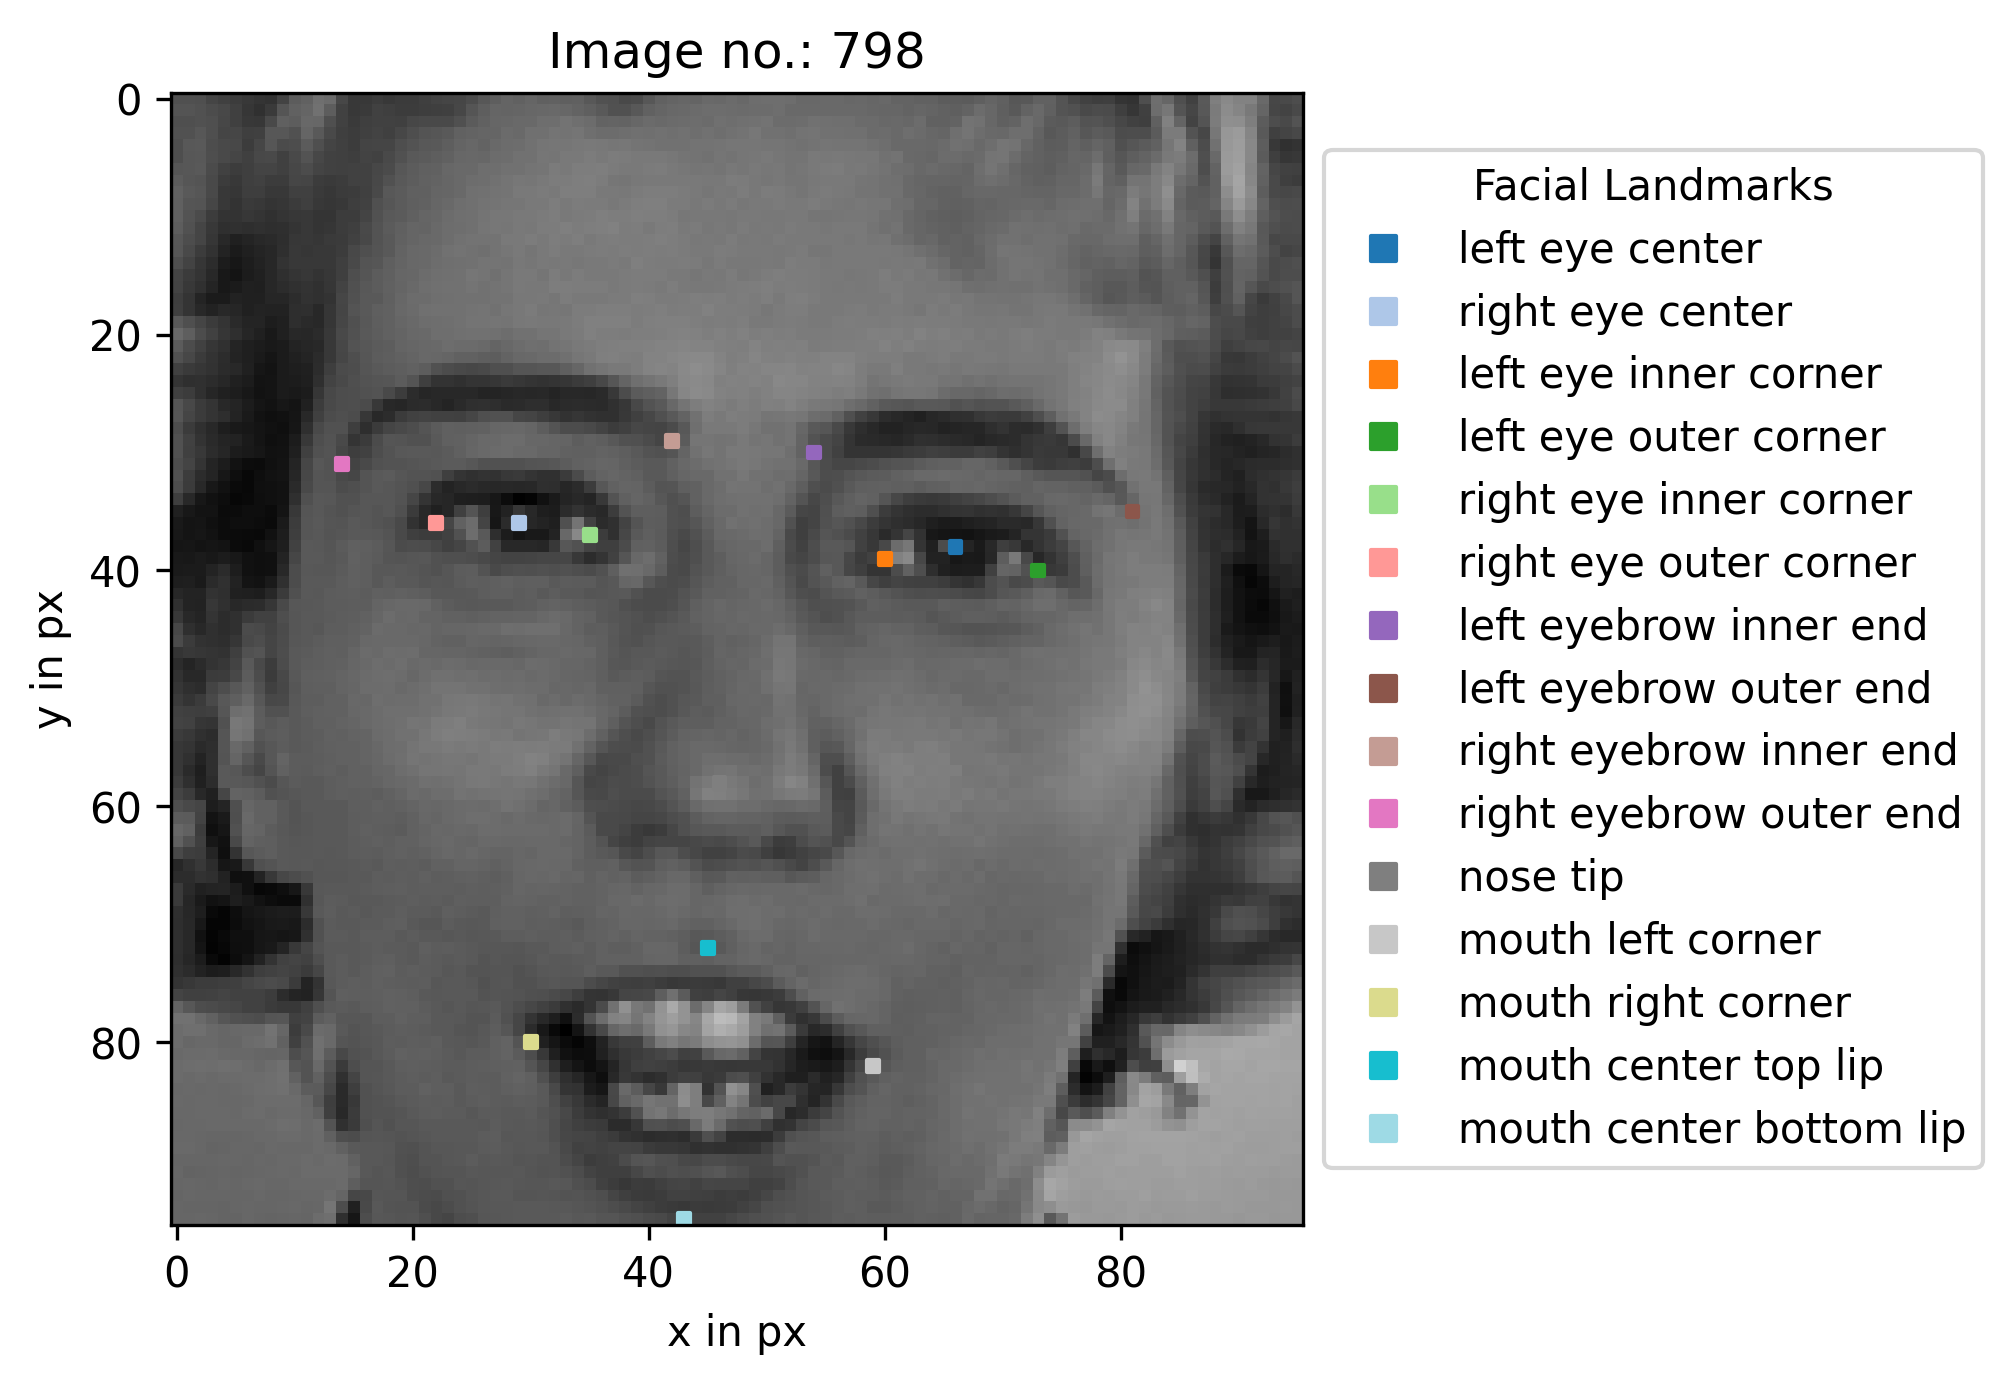 Image no.: 798
0
20
40
60
80
y in px
0 20 40 60 80
x in px
Facial Landmarks
left eye center
right eye center
left eye inner corner
left eye outer corner
right eye inner corner
right eye outer corner
left eyebrow inner end
left eyebrow outer end
right eyebrow inner end
right eyebrow outer end
nose tip
mouth left corner
mouth right corner
mouth center top lip
mouth center bottom lip